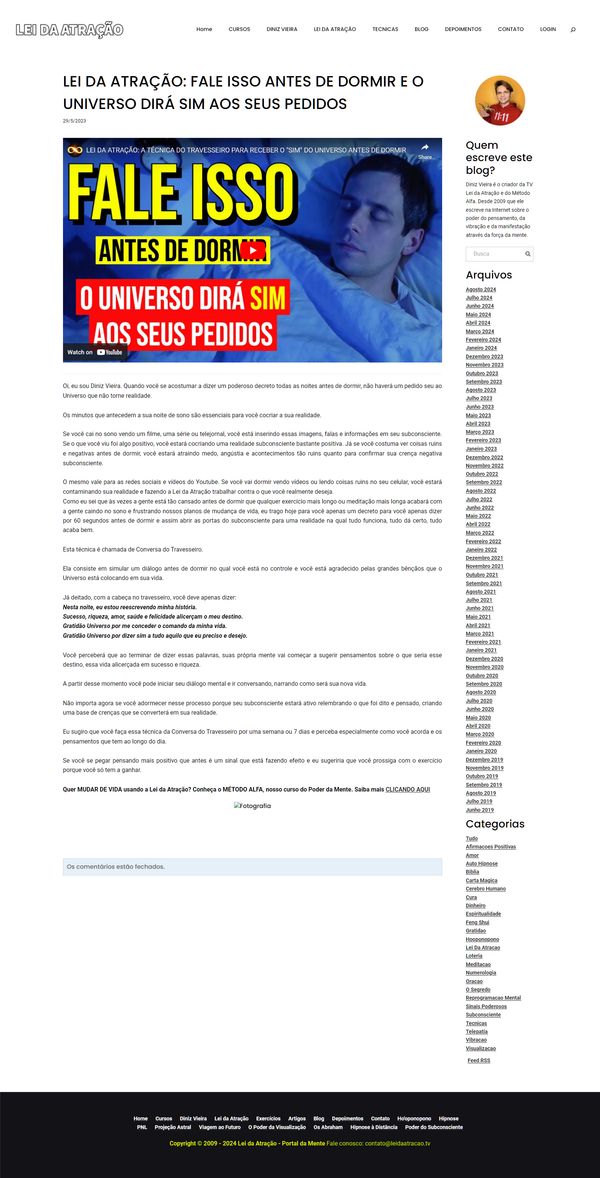 LEI DA ATRAÇÃO
Home CURSOS DINIZ VIEIRA LEI DA ATRAÇÃO TECNICAS BLOG DEPOIMENTOS CONTATO LOGIN
LEI DA ATRAÇÃO: FALE ISSO ANTES DE DORMIR E O
UNIVERSO DIRÁ SIM AOS SEUS PEDIDOS
29/5/2023
LEI DA ATRAÇÃO: A TÉCNICA DO TRAVESSEIRO PARA RECEBER O "SIM" DO UNIVERSO ANTES DE DORMIR
Share
FALE ISSO
ANTES DE DORMIR
O UNIVERSO DIRÁ SIM
AOS SEUS PEDIDOS
Watch on YouTube
Oi, eu sou Diniz Vieira. Quando você se acostumar a dizer um poderoso decreto todas as noites antes de dormir, não haverá um pedido seu ao
Universo que não torne realidade.
Os minutos que antecedem a sua noite de sono são essenciais para você cocriar a sua realidade.
Se você cai no sono vendo um filme, uma série ou telejornal, você está inserindo essas imagens, falas e informações em seu subconsciente.
Se o que você viu foi algo positivo, você estará cocriando uma realidade subconsciente bastante positiva. Já se você costuma ver coisas ruins
e negativas antes de dormir, você estará atraindo medo, angústia e acontecimentos tão ruins quanto para confirmar sua crença negativa
subconsciente.
O mesmo vale para as redes sociais e vídeos do Youtube. Se você vai dormir vendo vídeos ou lendo coisas ruins no seu celular, você estará
contaminando sua realidade e fazendo a Lei da Atração trabalhar contra o que você realmente deseja.
Como eu sei que às vezes a gente está tão cansado antes de dormir que qualquer exercício mais longo ou meditação mais longa acabará com
a gente caindo no sono e frustrando nossos planos de mudança de vida, eu trago hoje para você apenas um decreto para você apenas dizer
por 60 segundos antes de dormir e assim abrir as portas do subconsciente para uma realidade na qual tudo funciona, tudo dá certo, tudo
acaba bem.
Esta técnica é chamada de Conversa do Travesseiro.
Ela consiste em simular um diálogo antes de dormir no qual você está no controle e você está agradecido pelas grandes bênçãos que o
Universo está colocando em sua vida.
Já deitado, com a cabeça no travesseiro, você deve apenas dizer:
Nesta noite, eu estou reescrevendo minha história.
Sucesso, riqueza, amor, saúde e felicidade alicerçam o meu destino.
Gratidão Universo por me conceder o comando da minha vida.
Gratidão Universo por dizer sim a tudo aquilo que eu preciso e desejo.
Você perceberá que ao terminar de dizer essas palavras, suas própria mente vai começar a sugerir pensamentos sobre o que seria esse
destino, essa vida alicerçada em sucesso e riqueza.
A partir desse momento você pode iniciar seu diálogo mental e ir conversando, narrando como será sua nova vida.
Não importa agora se você adormecer nesse processo porque seu subconsciente estará ativo relembrando o que foi dito e pensado, criando
uma base de crenças que se converterá em sua realidade.
Eu sugiro que você faça essa técnica da Conversa do Travesseiro por uma semana ou 7 dias e perceba especialmente como você acorda e os
pensamentos que tem ao longo do dia.
Se você se pegar pensando mais positivo que antes é um sinal que está fazendo efeito e eu sugeriria que você prossiga com o exercício
porque você só tem a ganhar.
Quer MUDAR DE VIDA usando a Lei da Atração? Conheça o MÉTODO ALFA, nosso curso do Poder da Mente. Saiba mais CLICANDO AQUI
Fotografia
Os comentários estão fechados.
11:11
Quem
escreve este
blog?
Diniz Vieira é o criador da TV
Lei da Atração e do Método
Alfa. Desde 2009 que ele
escreve na Internet sobre o
poder do pensamento, da
vibração e da manifestação
através da força da mente.
Busca
Arquivos
Agosto 2024
Julho 2024
Junho 2024
Maio 2024
Abril 2024
Março 2024
Fevereiro 2024
Janeiro 2024
Dezembro 2023
Novembro 2023
Outubro 2023
Setembro 2023
Agosto 2023
Julho 2023
Junho 2023
Maio 2023
Abril 2023
Março 2023
Fevereiro 2023
Janeiro 2023
Dezembro 2022
Novembro 2022
Outubro 2022
Setembro 2022
Agosto 2022
Julho 2022
Junho 2022
Maio 2022
Abril 2022
Março 2022
Fevereiro 2022
Janeiro 2022
Dezembro 2021
Novembro 2021
Outubro 2021
Setembro 2021
Agosto 2021
Julho 2021
Junho 2021
Maio 2021
Abril 2021
Março 2021
Fevereiro 2021
Janeiro 2021
Dezembro 2020
Novembro 2020
Outubro 2020
Setembro 2020
Agosto 2020
Julho 2020
Junho 2020
Maio 2020
Abril 2020
Março 2020
Fevereiro 2020
Janeiro 2020
Dezembro 2019
Novembro 2019
Outubro 2019
Setembro 2019
Agosto 2019
Julho 2019
Junho 2019
Categorias
Tudo
Afirmacoes Positivas
Amor
Auto Hipnose
Biblia
Carta Magica
Cerebro Humano
Cura
Dinheiro
Espiritualidade
Feng Shui
Gratidao
Hooponopono
Lei Da Atracao
Loteria
Meditacao
Numerologia
Oracao
O Segredo
Reprogramacao Mental
Sinais Poderosos
Subconsciente
Tecnicas
Telepatia
Vibracao
Visualizacao
Feed RSS
Home Cursos Diniz Vieira Lei da Atração Exercícios Artigos Blog Depoimentos Contato Ho'oponopono Hipnose
PNL Projeção Astral Viagem ao Futuro O Poder da Visualização Os Abraham Hipnose à Distância Poder do Subconsciente
Copyright © 2009 - 2024 Lei da Atração - Portal da Mente Fale conosco: contato@leidaatracao.tv